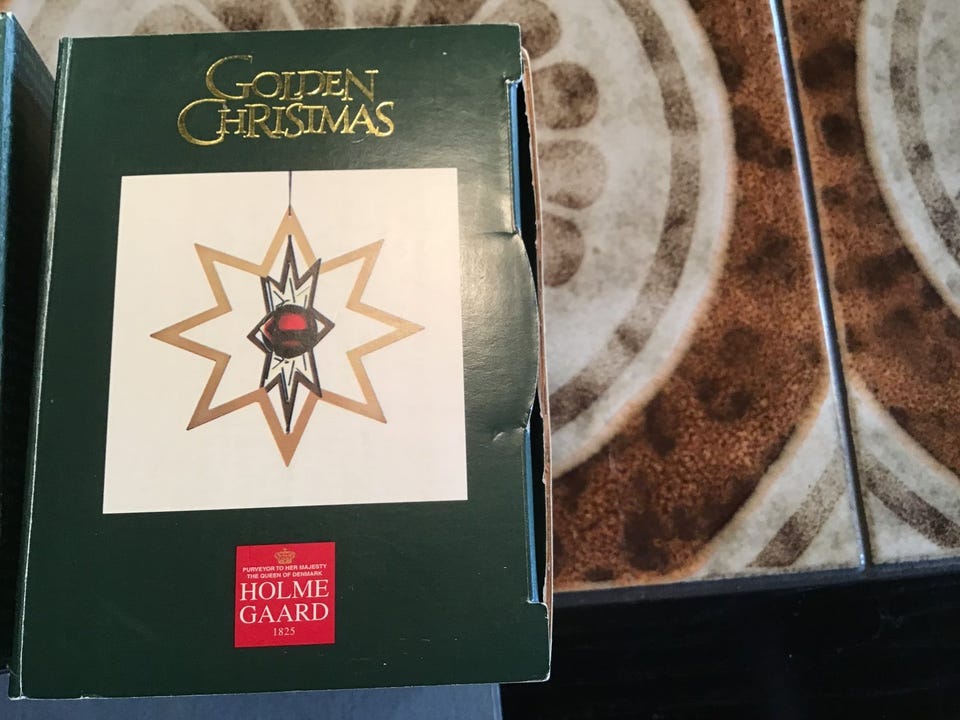 GOLDEN
CHRISTMAS
PURVEYOR TO HER MAJESTY
THE QUEEN OF DENMARK
HOLME
GAARD
1825